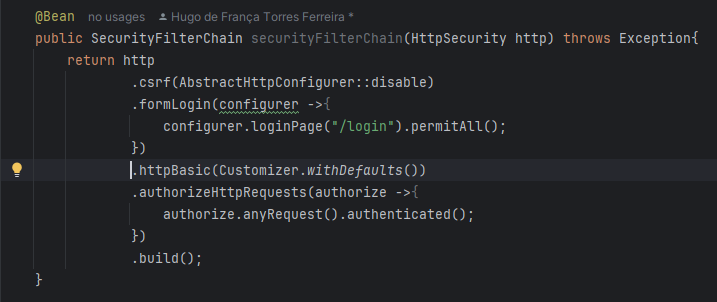 @Bean no usages Hugo de França Torres Ferreira *
public SecurityFilterChain securityFilterChain(HttpSecurity http) throws Exception{
return http
.csrf(AbstractHttpConfigurer::disable)
.formLogin(configurer ->{
configurer.loginPage("/login").permitAll();
})
.httpBasic(Customizer.withDefaults())
.authorizeHttpRequests(authorize ->{
authorize.anyRequest().authenticated();
})
.build();
}